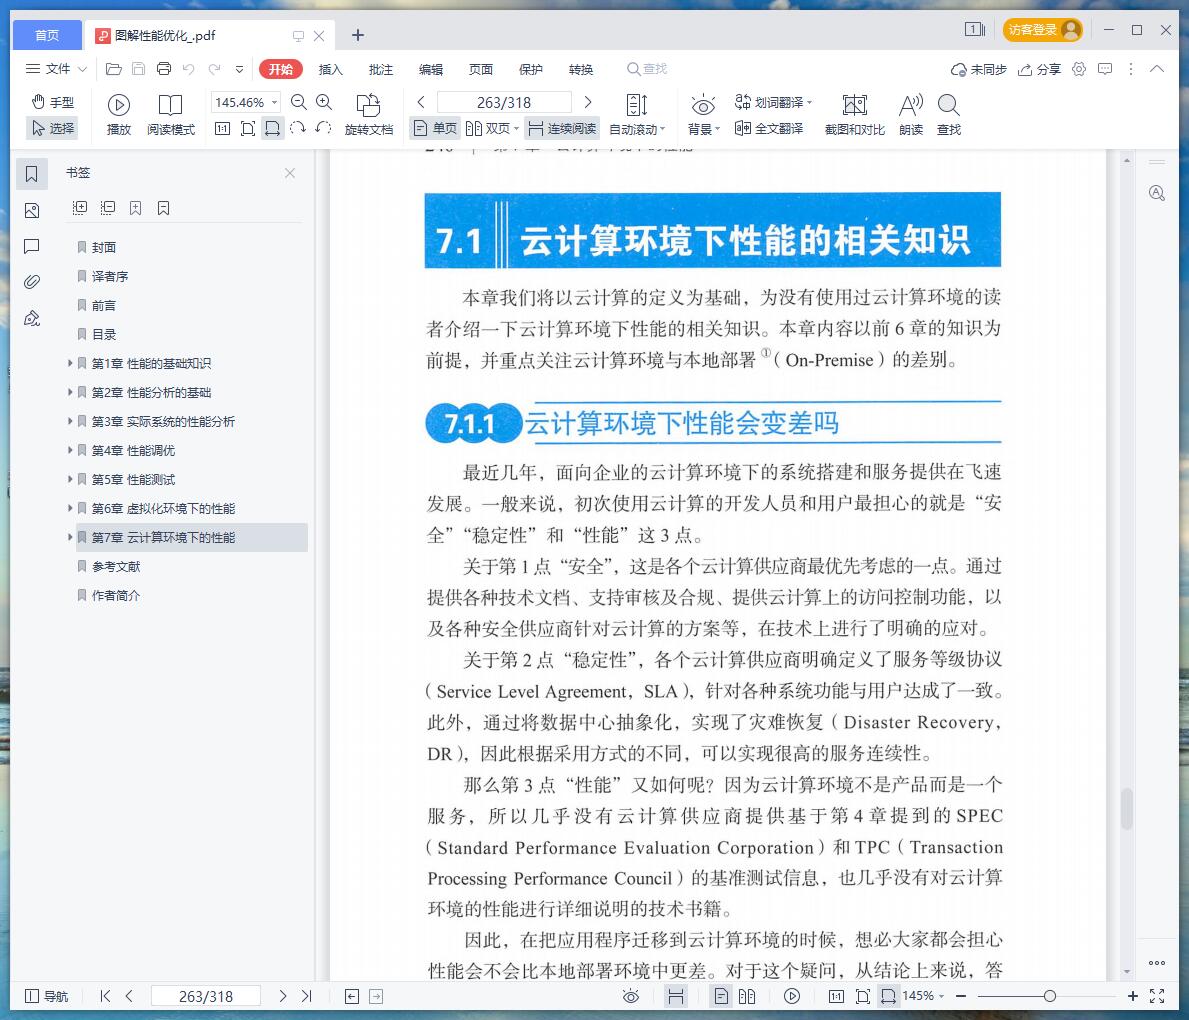 首页
图解性能优化_.pdf
1
访客登录
文件
开始
插入
批注
编辑
页面
保护
转换
查找
未同步
分享
手型
选择
播放
阅读模式
145.46%
1:1
旋转文档
263/318
单页
双页
连续阅读
自动滚动
背景
划词翻译
全文翻译
截图和对比
朗读
查找
书签
封面
译者序
前言
目录
第1章 性能的基础知识
第2章 性能分析的基础
第3章 实际系统的性能分析
第4章 性能调优
第5章 性能测试
第6章 虚拟化环境下的性能
第7章 云计算环境下的性能
参考文献
作者简介
7.1 云计算环境下性能的相关知识
本章我们将以云计算的定义为基础，为没有使用过云计算环境的读
者介绍一下云计算环境下性能的相关知识。本章内容以前 6 章的知识为
前提，并重点关注云计算环境与本地部署①（On-Premise）的差别。
7.1.1 云计算环境下性能会变差吗
最近几年，面向企业的云计算环境下的系统搭建和服务提供在飞速
发展。一般来说，初次使用云计算的开发人员和用户最担心的就是“安
全”“稳定性”和“性能”这 3 点。
关于第 1 点“安全”，这是各个云计算供应商最优先考虑的一点。通过
提供各种技术文档、支持审核及合规、提供云计算上的访问控制功能，以
及各种安全供应商针对云计算的方案等，在技术上进行了明确的应对。
关于第 2 点“稳定性”，各个云计算供应商明确定义了服务等级协议
（Service Level Agreement，SLA），针对各种系统功能与用户达成了一致。
此外，通过将数据中心抽象化，实现了灾难恢复（Disaster Recovery，
DR），因此根据采用方式的不同，可以实现很高的服务连续性。
那么第 3 点“性能”又如何呢？因为云计算环境不是产品而是一个
服务，所以几乎没有云计算供应商提供基于第 4 章提到的 SPEC
（Standard Performance Evaluation Corporation）和 TPC（Transaction
Processing Performance Council）的基准测试信息，也几乎没有对云计算
环境的性能进行详细说明的技术书籍。
因此，在把应用程序迁移到云计算环境的时候，想必大家都会担心
性能会不会比本地部署环境中更差。对于这个疑问，从结论上来说，答
导航
263/318
1:1
145%